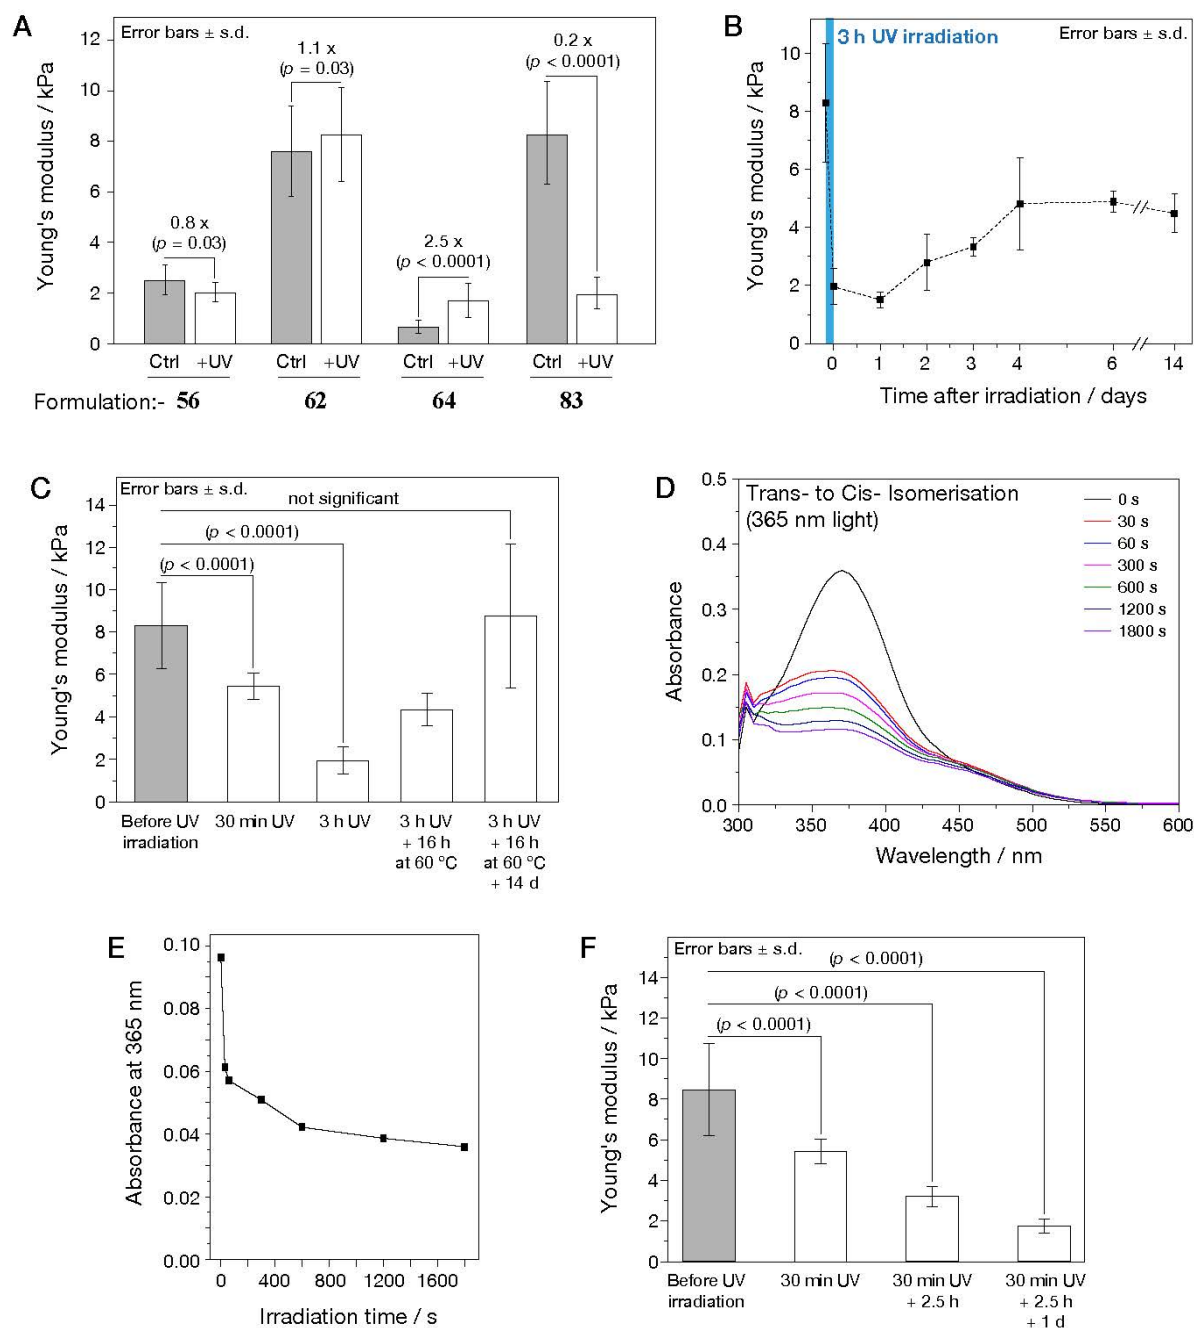 A
Error bars ± s.d.
Young's modulus / kPa
12
10
8
6
4
2
0
0.8 x
(p = 0.03)
1.1 x
(p = 0.03)
2.5 x
(p < 0.0001)
0.2 x
(p < 0.0001)
Ctrl +UV Ctrl +UV Ctrl +UV Ctrl +UV
Formulation:- 56 62 64 83
B
3 h UV irradiation
Error bars ± s.d.
Young's modulus / kPa
10
8
6
4
2
0
0 1 2 3 4 6 14
Time after irradiation / days
C
Error bars ± s.d.
Young's modulus / kPa
14
12
10
8
6
4
2
0
not significant
(p < 0.0001)
(p < 0.0001)
Before UV
irradiation
30 min UV
3 h UV
3 h UV
+ 16 h
at 60 °C
3 h UV
+ 16 h
at 60 °C
+ 14 d
D
Trans- to Cis- Isomerisation
(365 nm light)
0 s
30 s
60 s
300 s
600 s
1200 s
1800 s
Absorbance
0.5
0.4
0.3
0.2
0.1
0.0
300 350 400 450 500 550 600
Wavelength / nm
E
Absorbance at 365 nm
0.10
0.08
0.06
0.04
0.02
0.00
0 400 800 1200 1600
Irradiation time / s
F
Error bars ± s.d.
Young's modulus / kPa
14
12
10
8
6
4
2
0
(p < 0.0001)
(p < 0.0001)
(p < 0.0001)
Before UV
irradiation
30 min UV
30 min UV
+ 2.5 h
30 min UV
+ 2.5 h
+ 1 d